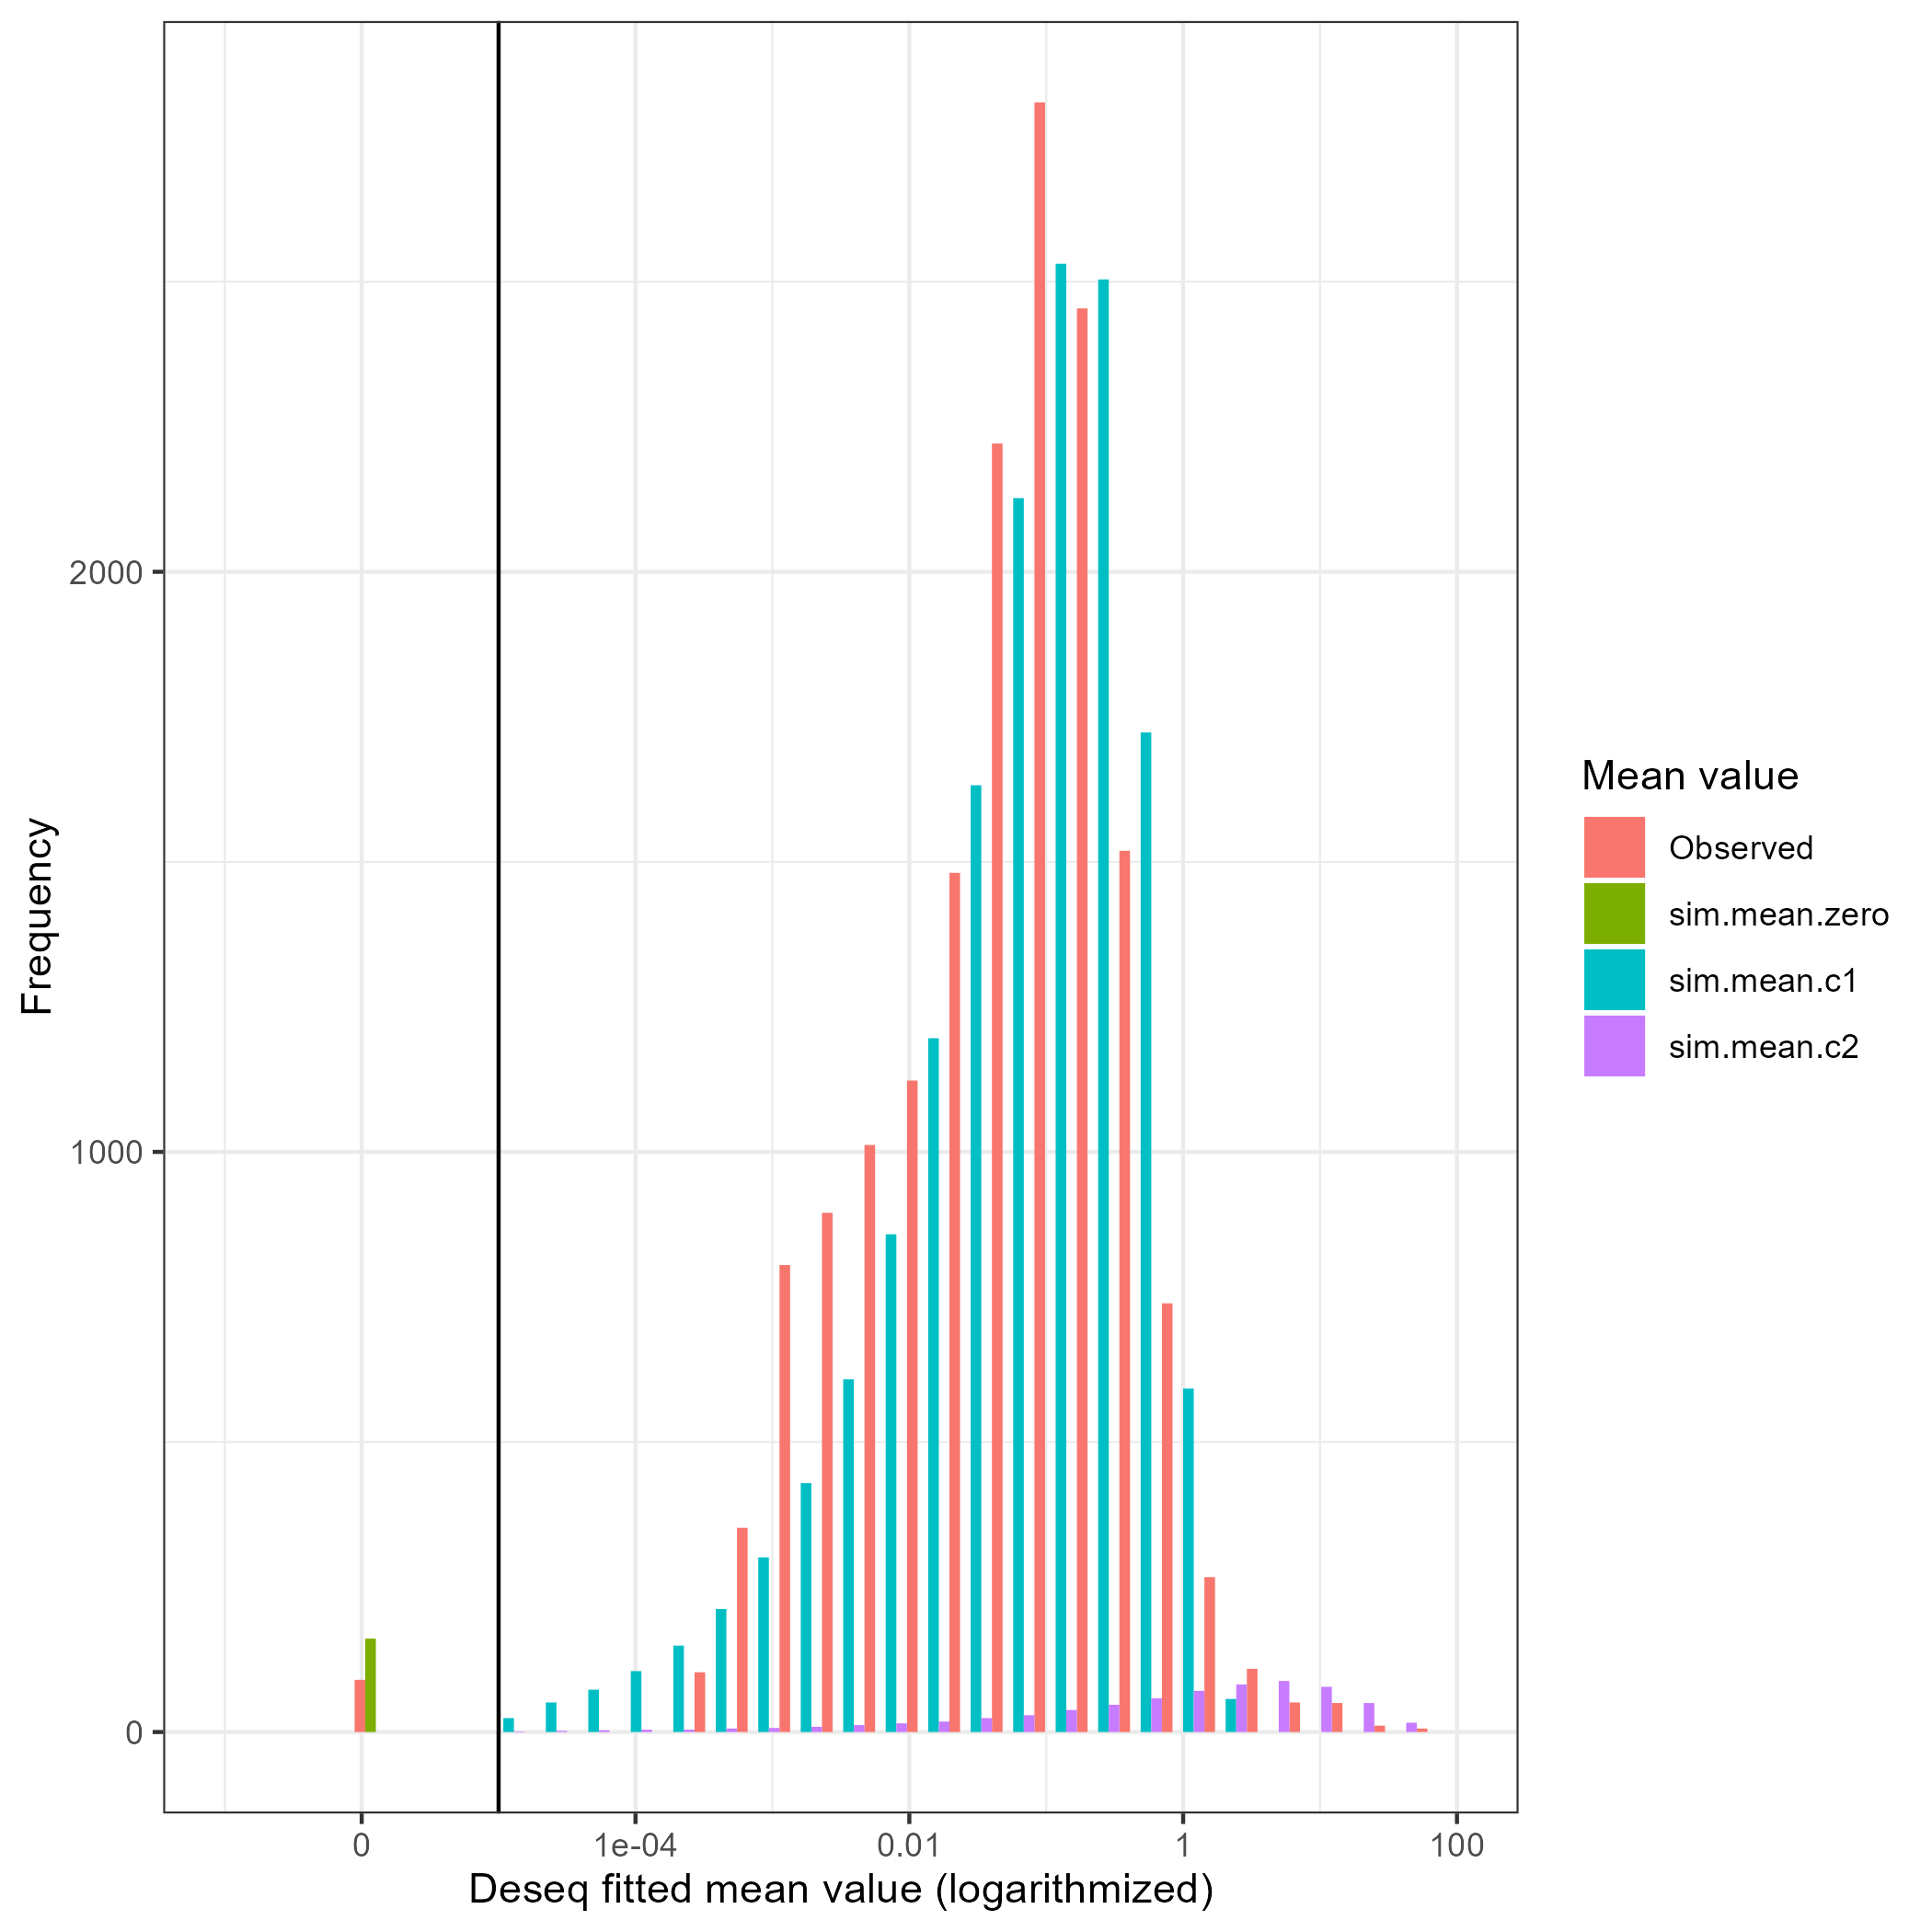 2000
1000
0
Frequency
0
1e-04
0.01
1
100
Deseq fitted mean value (logarithmized)
Mean value
Observed
sim.mean.zero
sim.mean.c1
sim.mean.c2